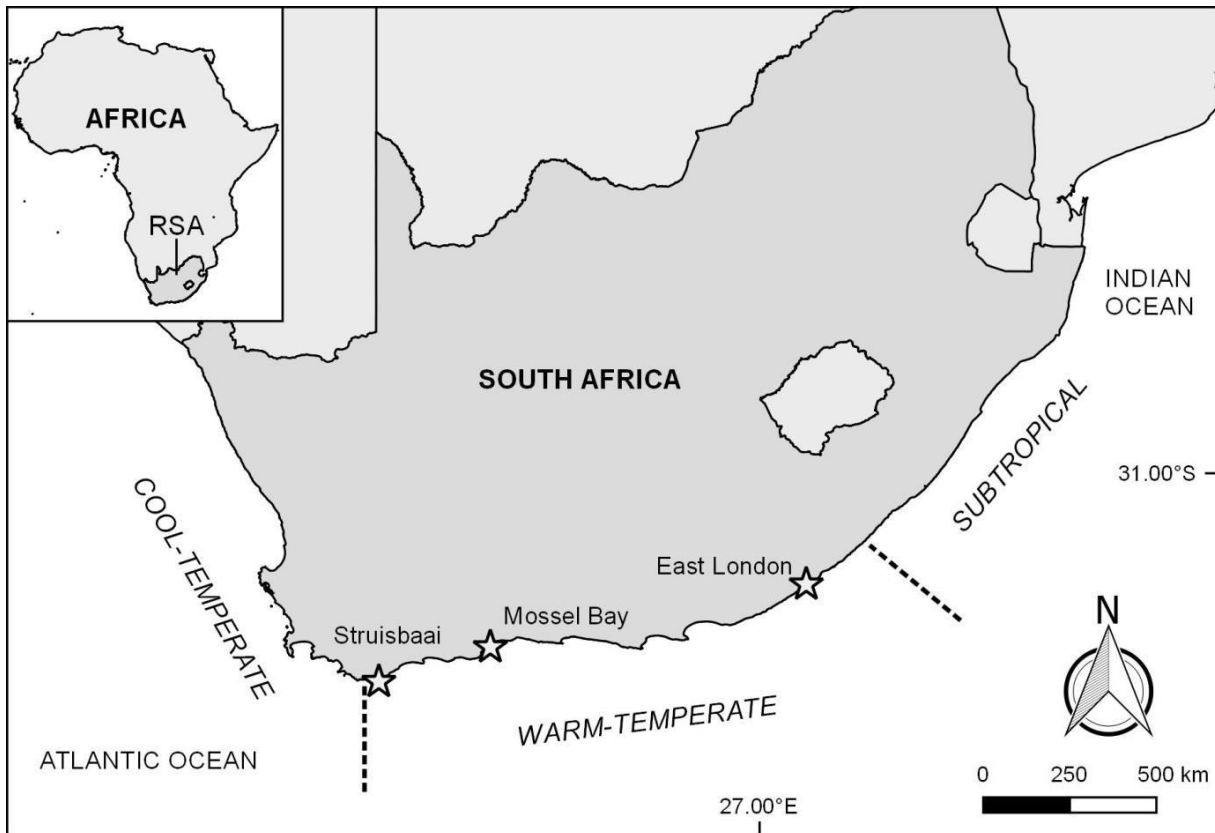 AFRICA
RSA
INDIAN
OCEAN
SOUTH AFRICA
31.00°S
SUBTROPICAL
COOL-TEMPERATE
East London
Mossel Bay
Struisbaai
N
WARM-TEMPERATE
ATLANTIC OCEAN
0 250 500 km
27.00°E